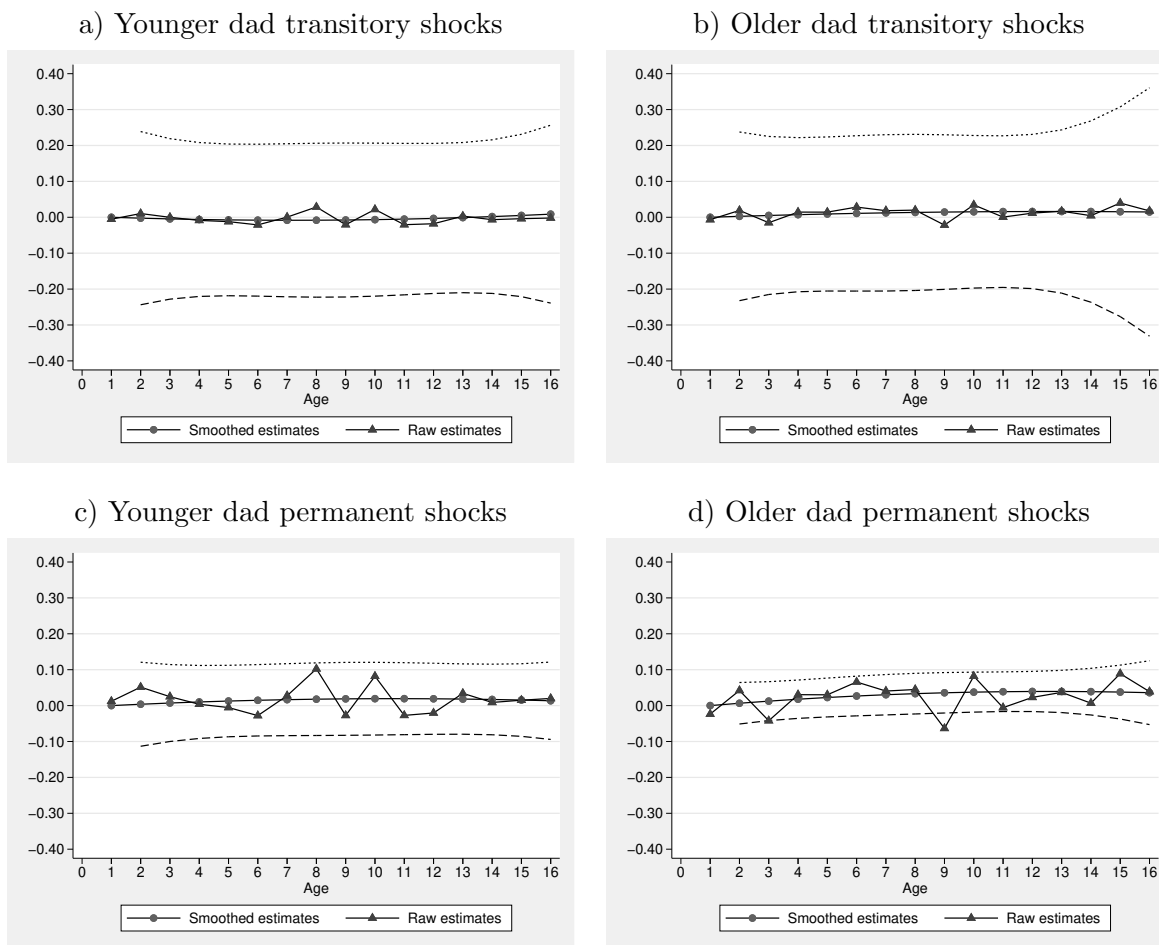 a) Younger dad transitory shocks
0.40
0.30
0.20
0.10
0.00
−0.10
−0.20
−0.30
−0.40
0 1 2 3 4 5 6 7 8 9 10 11 12 13 14 15 16
Age
Smoothed estimates Raw estimates
b) Older dad transitory shocks
0.40
0.30
0.20
0.10
0.00
−0.10
−0.20
−0.30
−0.40
0 1 2 3 4 5 6 7 8 9 10 11 12 13 14 15 16
Age
Smoothed estimates Raw estimates
c) Younger dad permanent shocks
0.40
0.30
0.20
0.10
0.00
−0.10
−0.20
−0.30
−0.40
0 1 2 3 4 5 6 7 8 9 10 11 12 13 14 15 16
Age
Smoothed estimates Raw estimates
d) Older dad permanent shocks
0.40
0.30
0.20
0.10
0.00
−0.10
−0.20
−0.30
−0.40
0 1 2 3 4 5 6 7 8 9 10 11 12 13 14 15 16
Age
Smoothed estimates Raw estimates